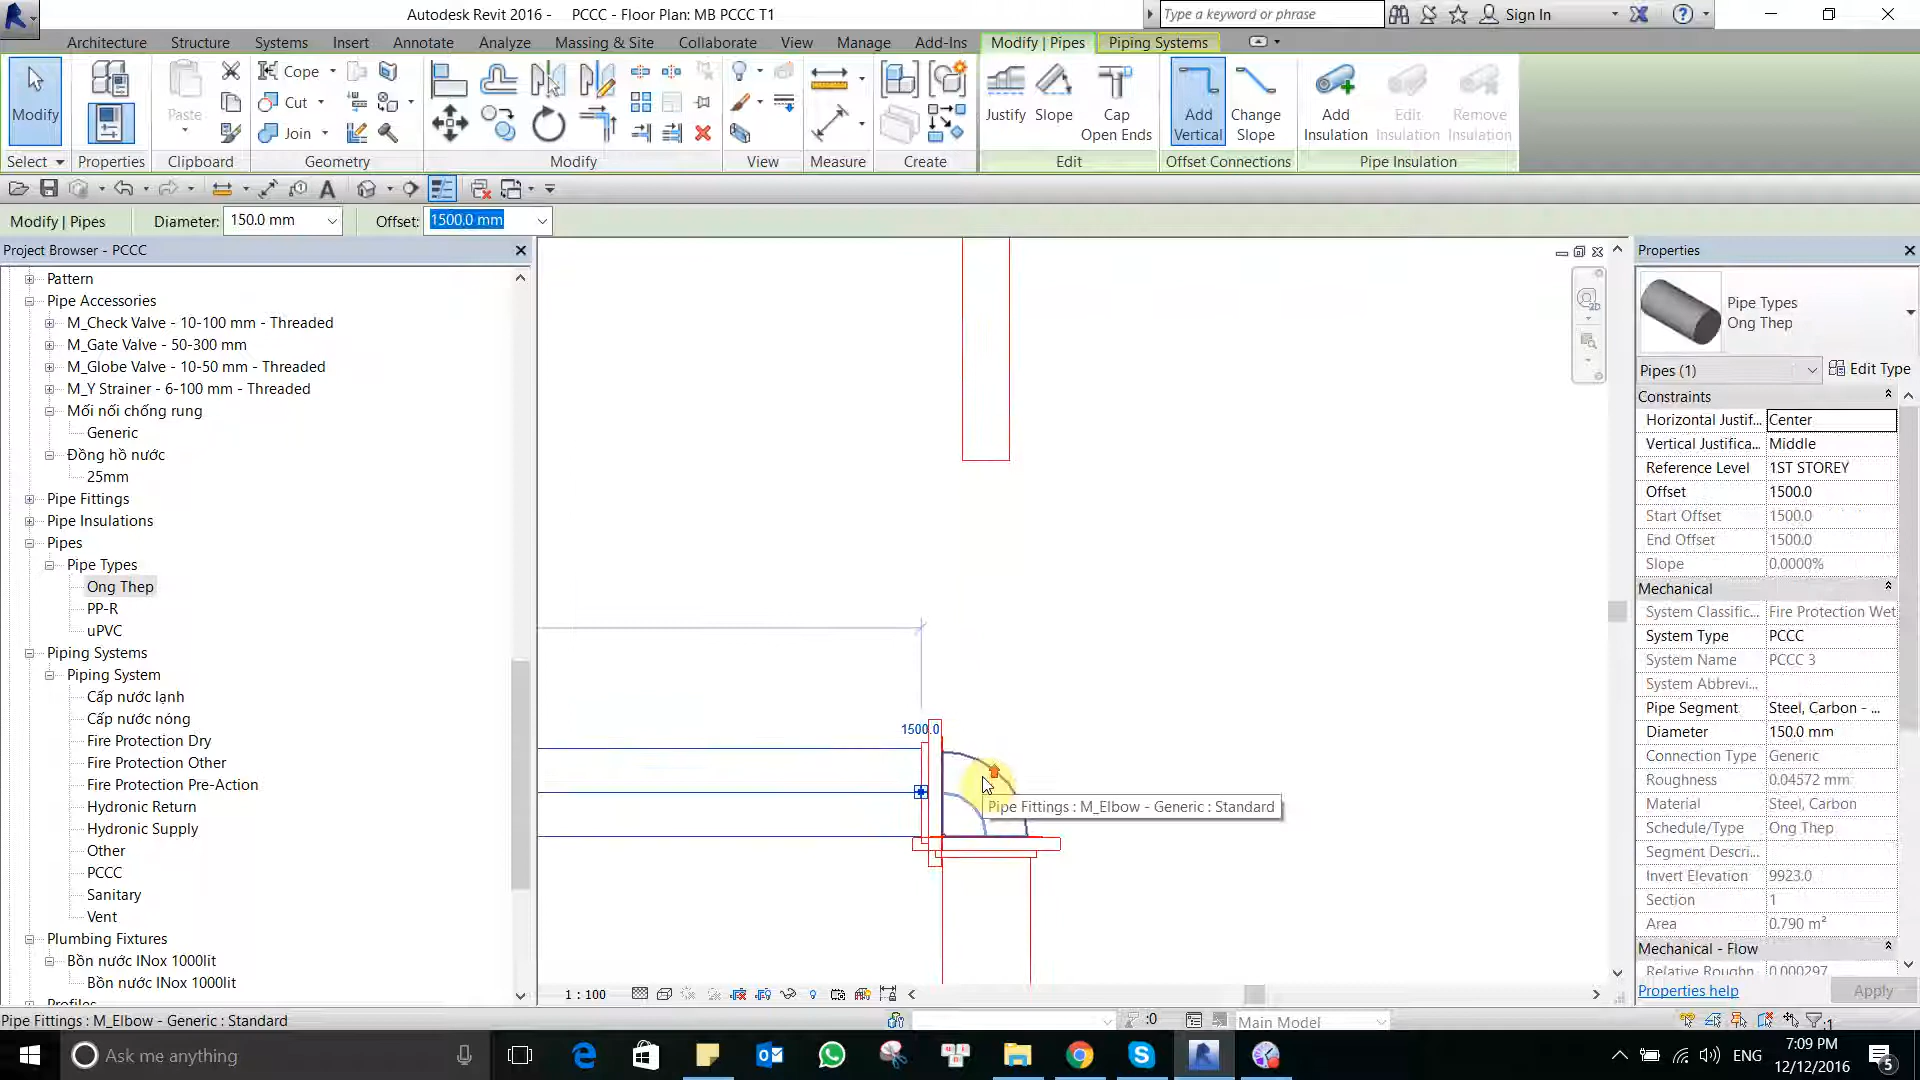 Autodesk Revit 2016 - PCCC - Floor Plan: MB PCCC T1
Type a keyword or phrase
Sign In
Architecture Structure Systems Insert Annotate Analyze Massing & Site Collaborate View Manage Add-Ins Modify | Pipes Piping Systems
Modify
Paste
Cope
Cut
Join
Justify Slope Cap Open Ends
Add Vertical
Change Slope
Add Insulation
Edit Insulation
Remove Insulation
Select Properties Clipboard Geometry Modify View Measure Create Edit Offset Connections Pipe Insulation
Modify | Pipes Diameter: 150.0 mm Offset: 1500.0 mm
Project Browser - PCCC
Pattern
Pipe Accessories
M_Check Valve - 10-100 mm - Threaded
M_Gate Valve - 50-300 mm
M_Globe Valve - 10-50 mm - Threaded
M_Y Strainer - 6-100 mm - Threaded
Mối nối chống rung
Generic
Đồng hồ nước
25mm
Pipe Fittings
Pipe Insulations
Pipes
Pipe Types
Ong Thep
PP-R
uPVC
Piping Systems
Piping System
Cấp nước lạnh
Cấp nước nóng
Fire Protection Dry
Fire Protection Other
Fire Protection Pre-Action
Hydronic Return
Hydronic Supply
Other
PCCC
Sanitary
Vent
Plumbing Fixtures
Bồn nước INox 1000lit
Bồn nước INox 1000lit
Profiles
1500.0
Pipe Fittings : M_Elbow - Generic : Standard
1 : 100
Properties
Pipe Types
Ong Thep
Pipes (1) Edit Type
Constraints
Horizontal Justif... Center
Vertical Justifica... Middle
Reference Level 1ST STOREY
Offset 1500.0
Start Offset 1500.0
End Offset 1500.0
Slope 0.0000%
Mechanical
System Classific... Fire Protection Wet
System Type PCCC
System Name PCCC 3
System Abbrevi...
Pipe Segment Steel, Carbon - ...
Diameter 150.0 mm
Connection Type Generic
Roughness 0.04572 mm
Material Steel, Carbon
Schedule/Type Ong Thep
Segment Descri...
Invert Elevation 9923.0
Section 1
Area 0.790 m²
Mechanical - Flow
Relative Roughn... 0.000297
Properties help Apply
Pipe Fittings : M_Elbow - Generic : Standard
:0
Main Model
:1
Ask me anything
ENG
7:09 PM
12/12/2016
5